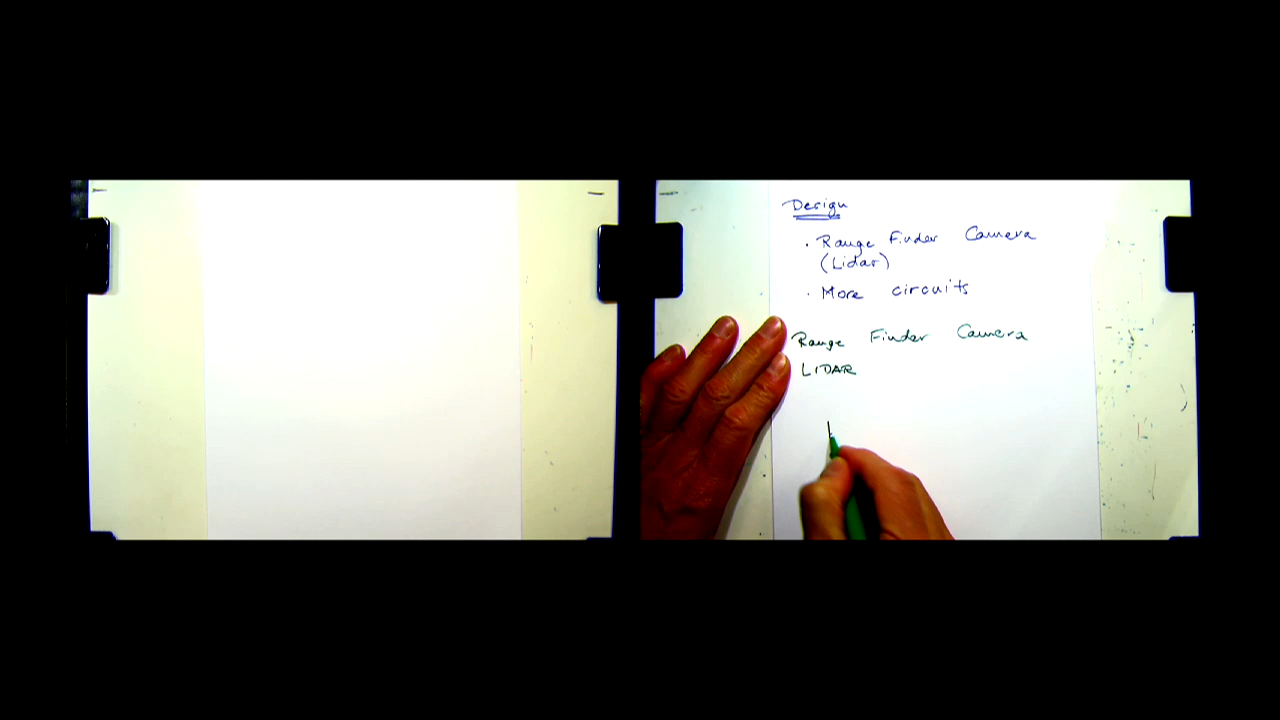 Design
· Range Finder Camera
(Lidar)
· More circuits
Range Finder Camera
LIDAR